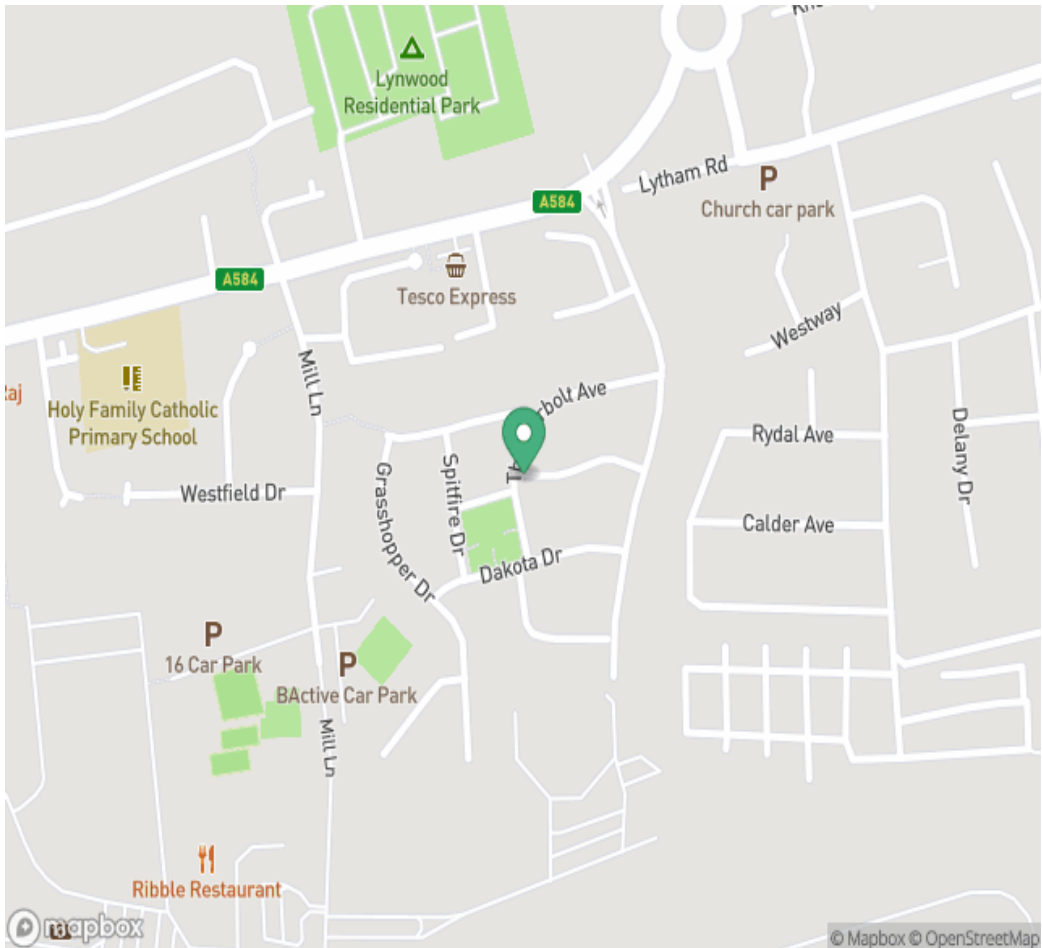 Lynwood
Residential Park
Lytham Rd
P
Church car park
A584
A584
Tesco Express
Westway
Mill Ln
Holy Family Catholic
Primary School
Rydal Ave
Delany Dr
Westfield Dr
Spitfire Dr
Grasshopper Dr
Calder Ave
Dakota Dr
P
16 Car Park
P
BActive Car Park
Mill Ln
Ribble Restaurant
mapbox
© Mapbox © OpenStreetMap